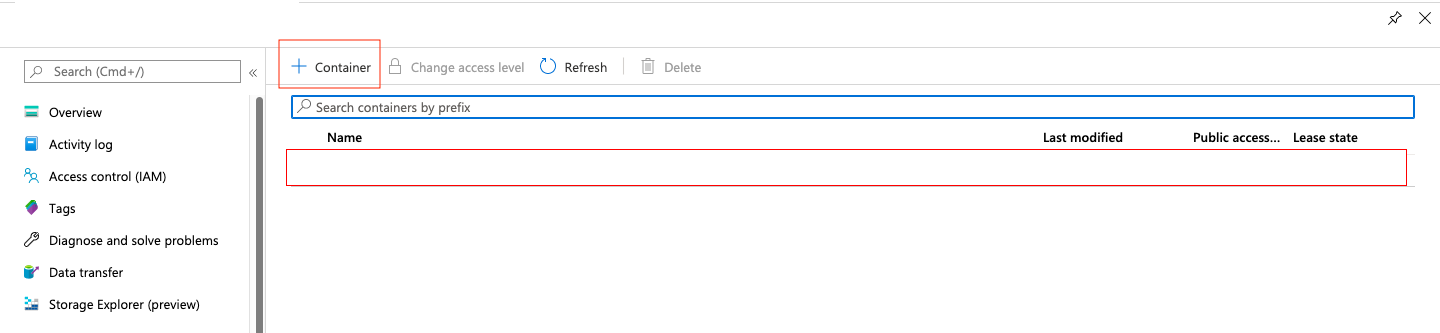 Search (Cmd+/)
«
Overview
Activity log
Access control (IAM)
Tags
Diagnose and solve problems
Data transfer
Storage Explorer (preview)
+ Container Change access level Refresh Delete
Search containers by prefix
Name Last modified Public access... Lease state